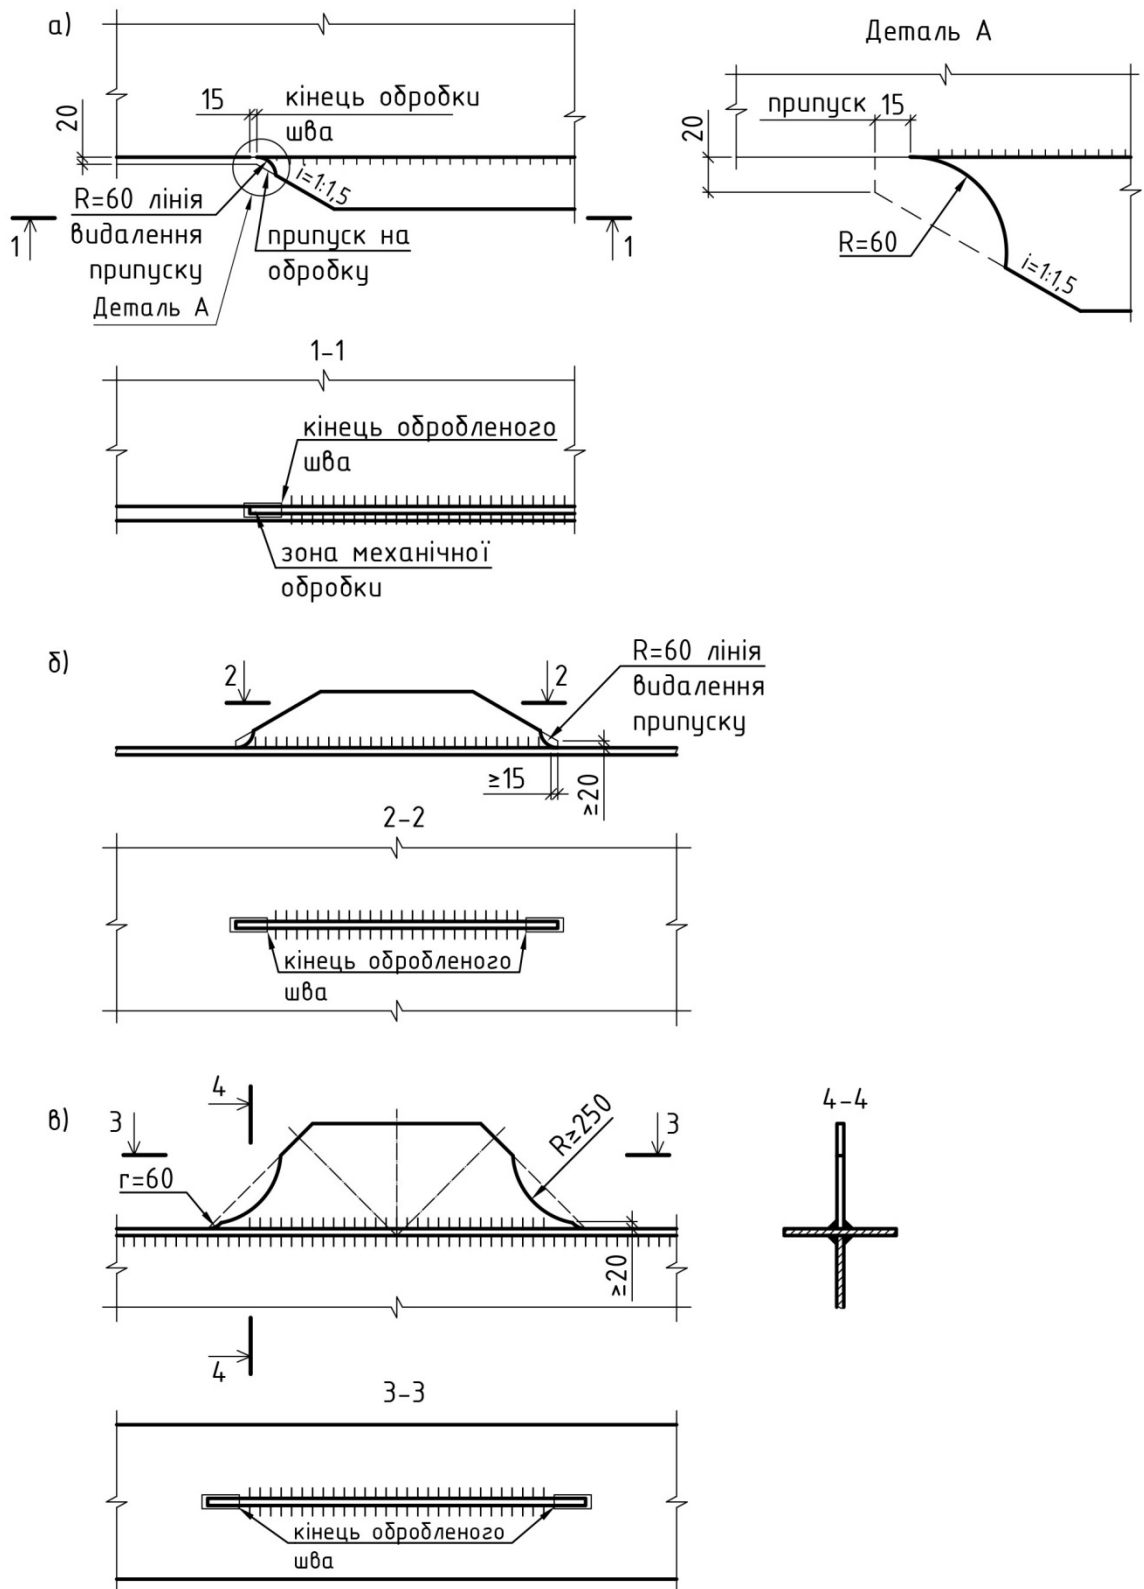 а)
15
кінець обробки
шва
20
i=1:1,5
R=60 лінія
видалення
припуску
припуск на
обробку
Деталь А
1
1
Деталь А
припуск
15
20
R=60
i=1:1,5
1-1
кінець обробленого
шва
зона механічної
обробки
б)
2
2
R=60 лінія
видалення
припуску
≥15
≥20
2-2
кінець обробленого
шва
в)
4
3
3
r=60
R≥250
≥20
4
4-4
3-3
кінець обробленого
шва